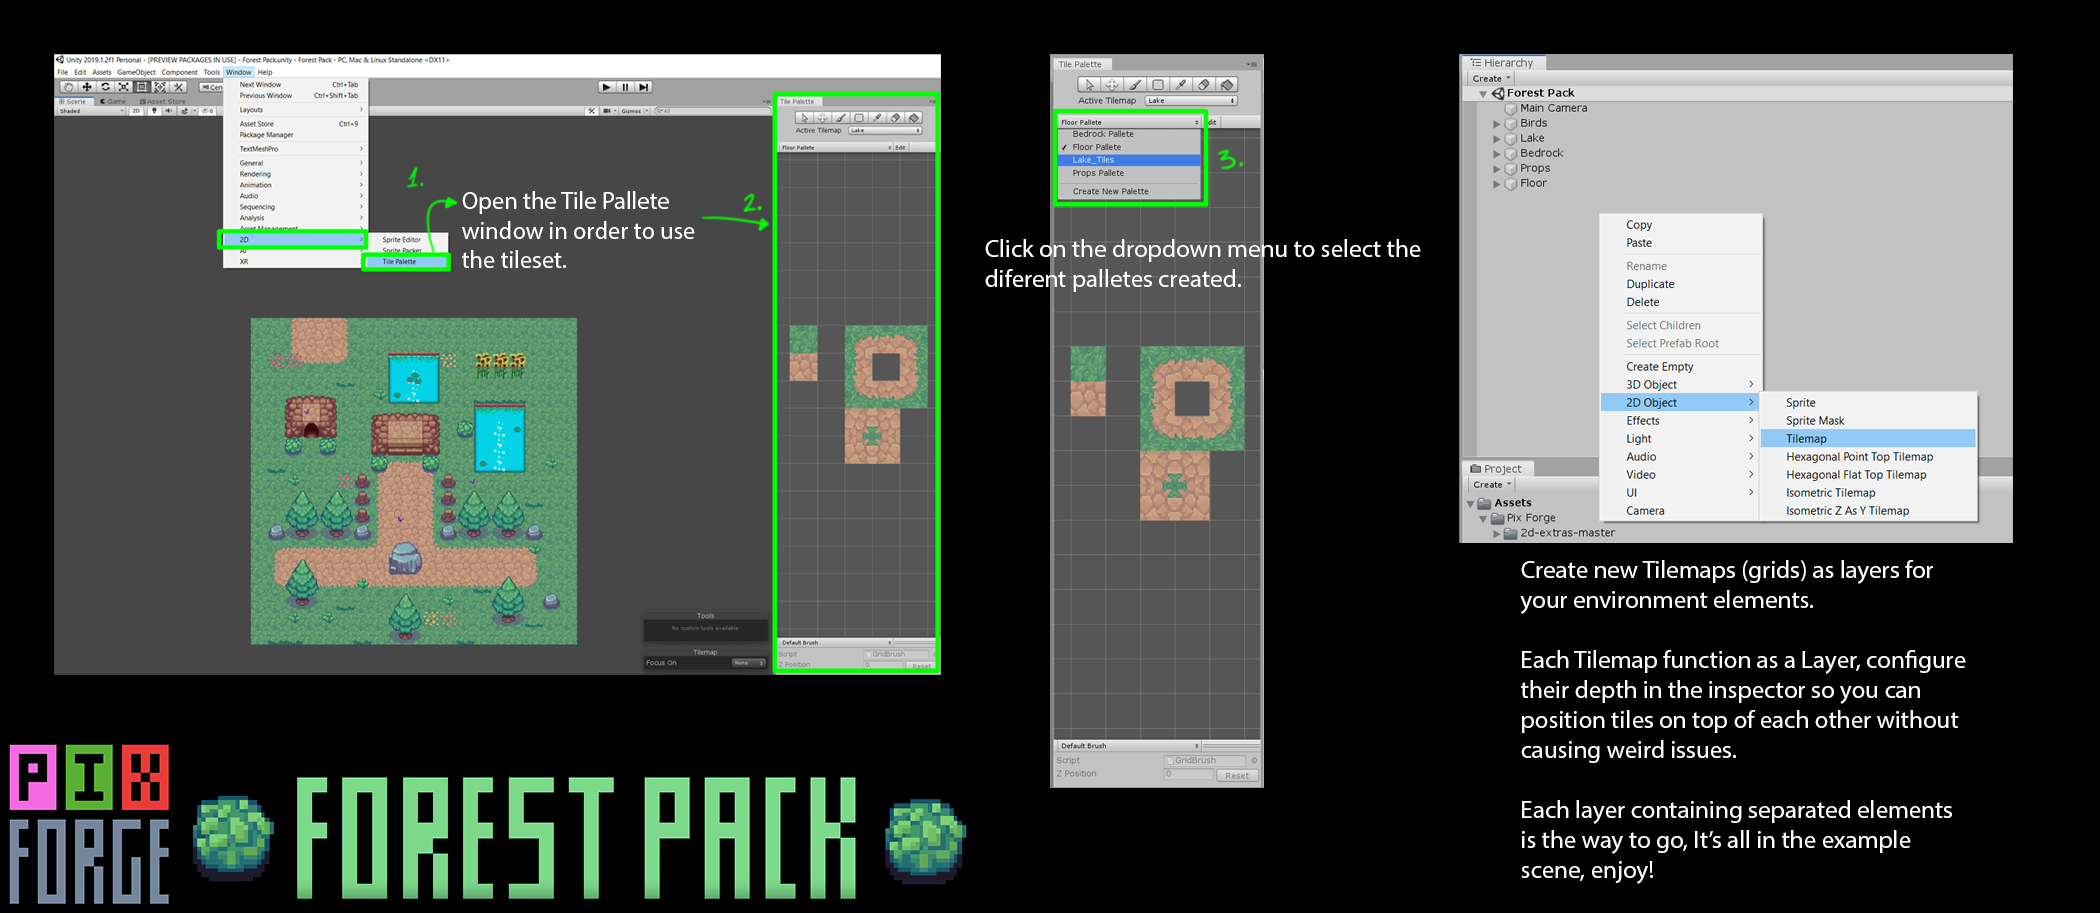 Unity 2019.1.2f1 Personal - [PREVIEW PACKAGES IN USE] - Forest Pack.unity - Forest Pack - PC, Mac & Linux Standalone <DX11>
File Edit Assets GameObject Component Tools Window Help
Cen
Scene Game Asset Store
Shaded 2D Gizmos All
Next Window Ctrl+Tab
Previous Window Ctrl+Shift+Tab
Layouts
Asset Store Ctrl+9
Package Manager
TextMeshPro
General
Rendering
Animation
Audio
Sequencing
Analysis
Asset Management
2D
AI
XR
Sprite Editor
Sprite Packer
Tile Palette
1.
Open the Tile Pallete
window in order to use
the tileset.
2.
Tile Palette
Active Tilemap Lake
Floor Pallete Edit
Tools
No custom tools available
Tilemap
Focus On None
Default Brush
Script GridBrush
Z Position 0 Reset
Tile Palette
Active Tilemap Lake
Floor Pallete dit
Bedrock Pallete
✓ Floor Pallete
Lake_Tiles
Props Pallete
Create New Palette
3.
Click on the dropdown menu to select the
diferent palletes created.
Default Brush
Script GridBrush
Z Position 0 Reset
Hierarchy
Create
Forest Pack
Main Camera
Birds
Lake
Bedrock
Props
Floor
Copy
Paste
Rename
Duplicate
Delete
Select Children
Select Prefab Root
Create Empty
3D Object
2D Object
Effects
Light
Audio
Video
UI
Camera
Sprite
Sprite Mask
Tilemap
Hexagonal Point Top Tilemap
Hexagonal Flat Top Tilemap
Isometric Tilemap
Isometric Z As Y Tilemap
Project
Create
Assets
Pix Forge
2d-extras-master
Create new Tilemaps (grids) as layers for
your environment elements.
Each Tilemap function as a Layer, configure
their depth in the inspector so you can
position tiles on top of each other without
causing weird issues.
Each layer containing separated elements
is the way to go, It's all in the example
scene, enjoy!
PIX
FORGE
FOREST PACK